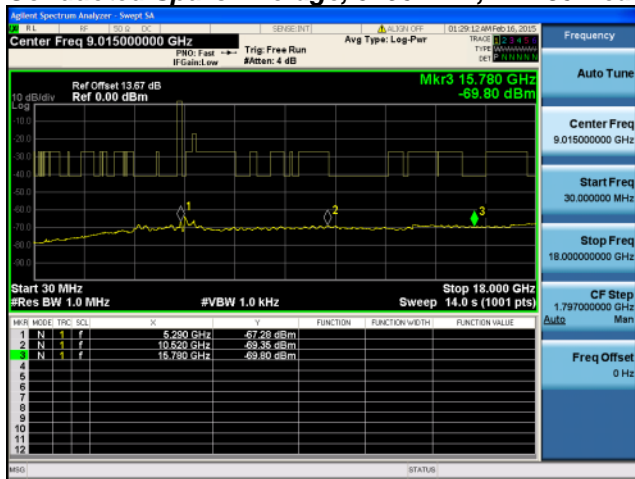 Agilent Spectrum Analyzer - Swept SA
RL RF 50 Ω DC SENSE:INT ALIGN OFF 01:29:12 AM Feb 16, 2015
Center Freq 9.015000000 GHz
PNO: Fast
IFGain:Low
Trig: Free Run
#Atten: 4 dB
Avg Type: Log-Pwr
TRACE 1 2 3 4 5 6
TYPE
DET P N N N N N
Frequency
Auto Tune
Center Freq
9.015000000 GHz
Start Freq
30.000000 MHz
Stop Freq
18.000000000 GHz
CF Step
1.797000000 GHz
Auto Man
Freq Offset
0 Hz
Mkr3 15.780 GHz
-69.80 dBm
Ref Offset 13.67 dB
10 dB/div Ref 0.00 dBm
Log
-10.0
-20.0
-30.0
-40.0
-50.0
-60.0
-70.0
-80.0
-90.0
1
2
3
Start 30 MHz Stop 18.000 GHz
#Res BW 1.0 MHz #VBW 1.0 kHz Sweep 14.0 s (1001 pts)
MKR MODE TRC SCL X Y FUNCTION FUNCTION WIDTH FUNCTION VALUE
1 N 1 f 5.290 GHz -67.28 dBm
2 N 1 f 10.520 GHz -69.35 dBm
3 N 1 f 15.780 GHz -69.80 dBm
4
5
6
7
8
9
10
11
12
MSG STATUS